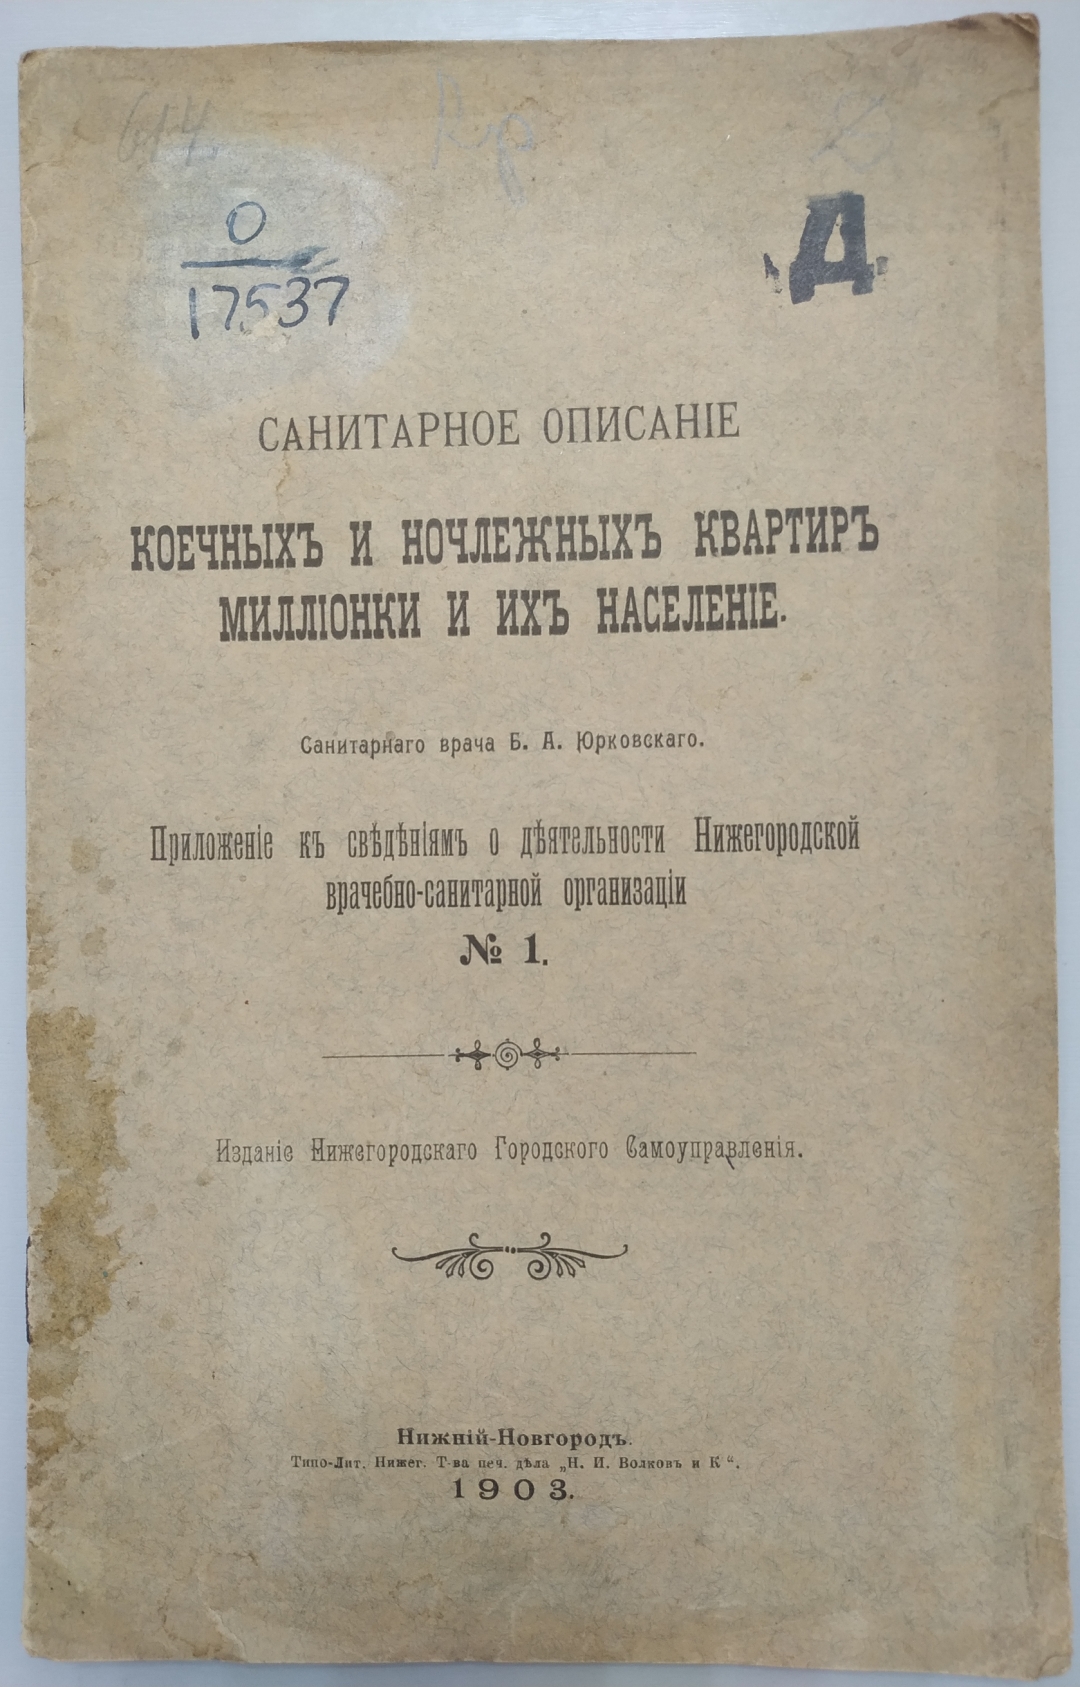 614
Кр
О
17537
Д.
САНИТАРНОЕ ОПИСАНІЕ
КОЕЧНЫХЪ И НОЧЛЕЖНЫХЪ КВАРТИРЪ
МИЛЛІОНКИ И ИХЪ НАСЕЛЕНІЕ.
Санитарнаго врача Б. А. Юрковскаго.
Приложеніе къ свѣдѣніямъ о дѣятельности Нижегородской
врачебно-санитарной организаціи
№ 1.
Изданіе Нижегородскаго Городского Самоуправленія.
Нижній-Новгородъ.
Типо-Лит. Нижег. Т-ва печ. дѣла „Н. И. Волковъ и К“.
1903.